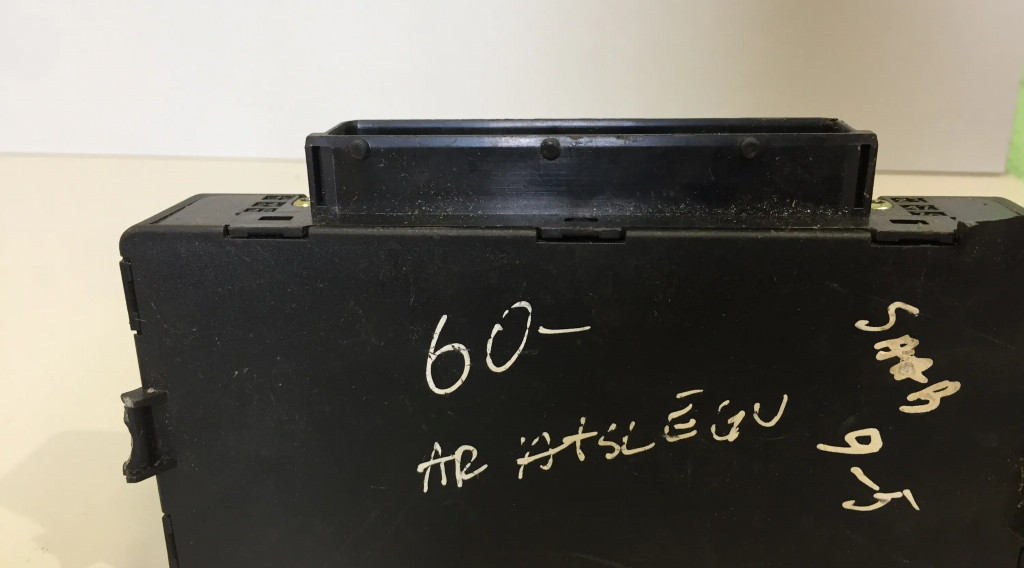 60-
AR ATSLĒGU
SAAB
9-5